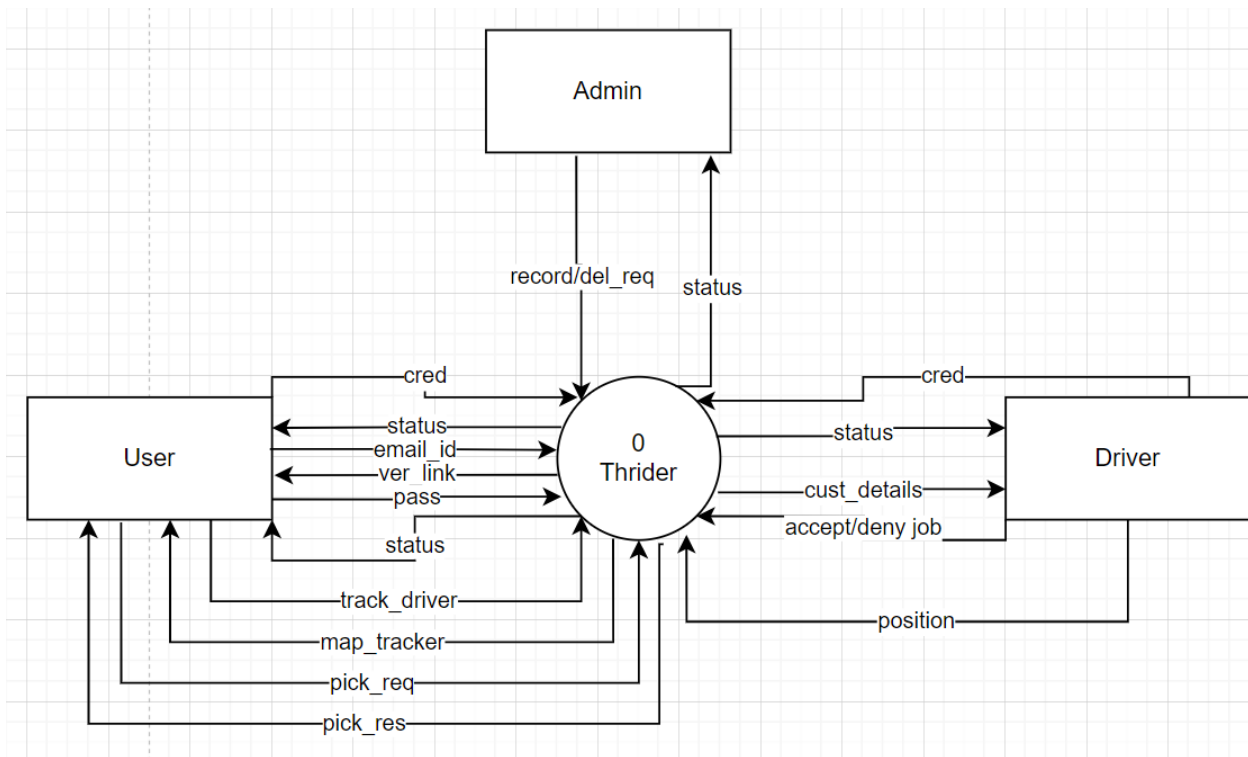 Admin
record/del_req
status
cred
cred
status
email_id
User
ver_link
pass
status
0
Thrider
status
Driver
cust_details
accept/deny job
track_driver
position
map_tracker
pick_req
pick_res